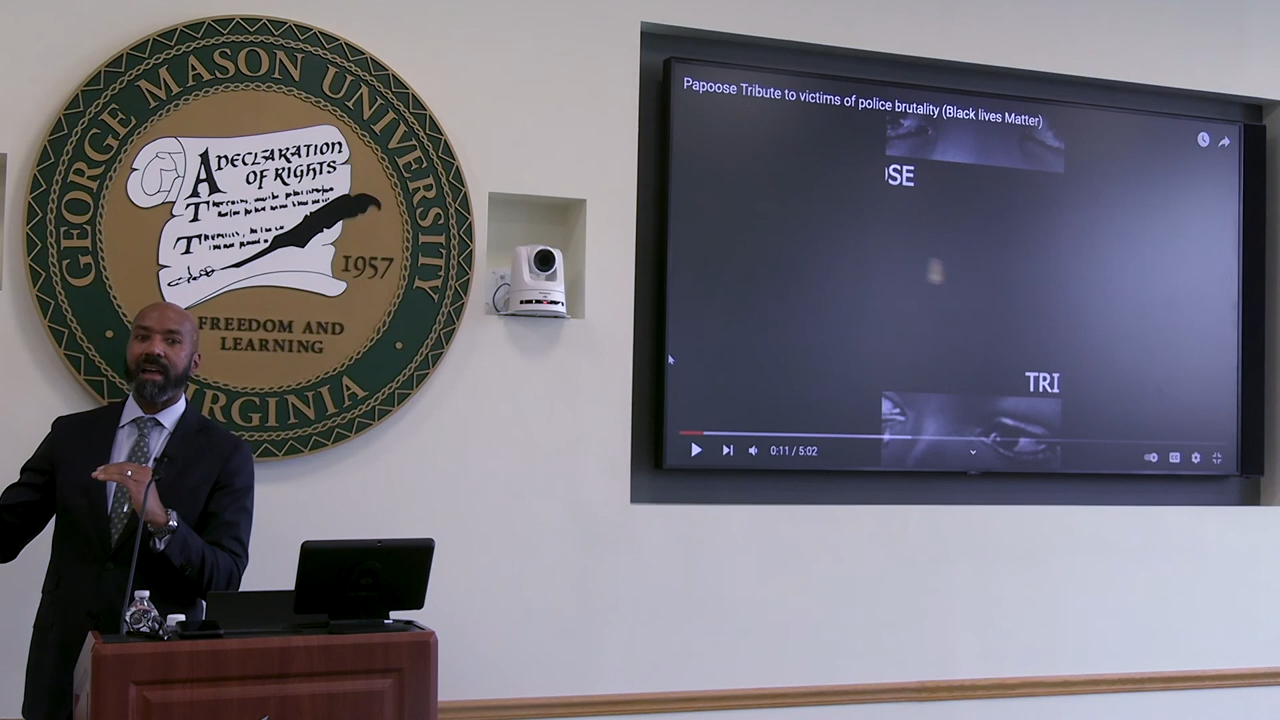 GEORGE MASON UNIVERSITY
A DECLARATION
OF RIGHTS
1957
FREEDOM AND
LEARNING
Papoose Tribute to victims of police brutality (Black lives Matter)
OSE
TRI
0:11 / 5:02